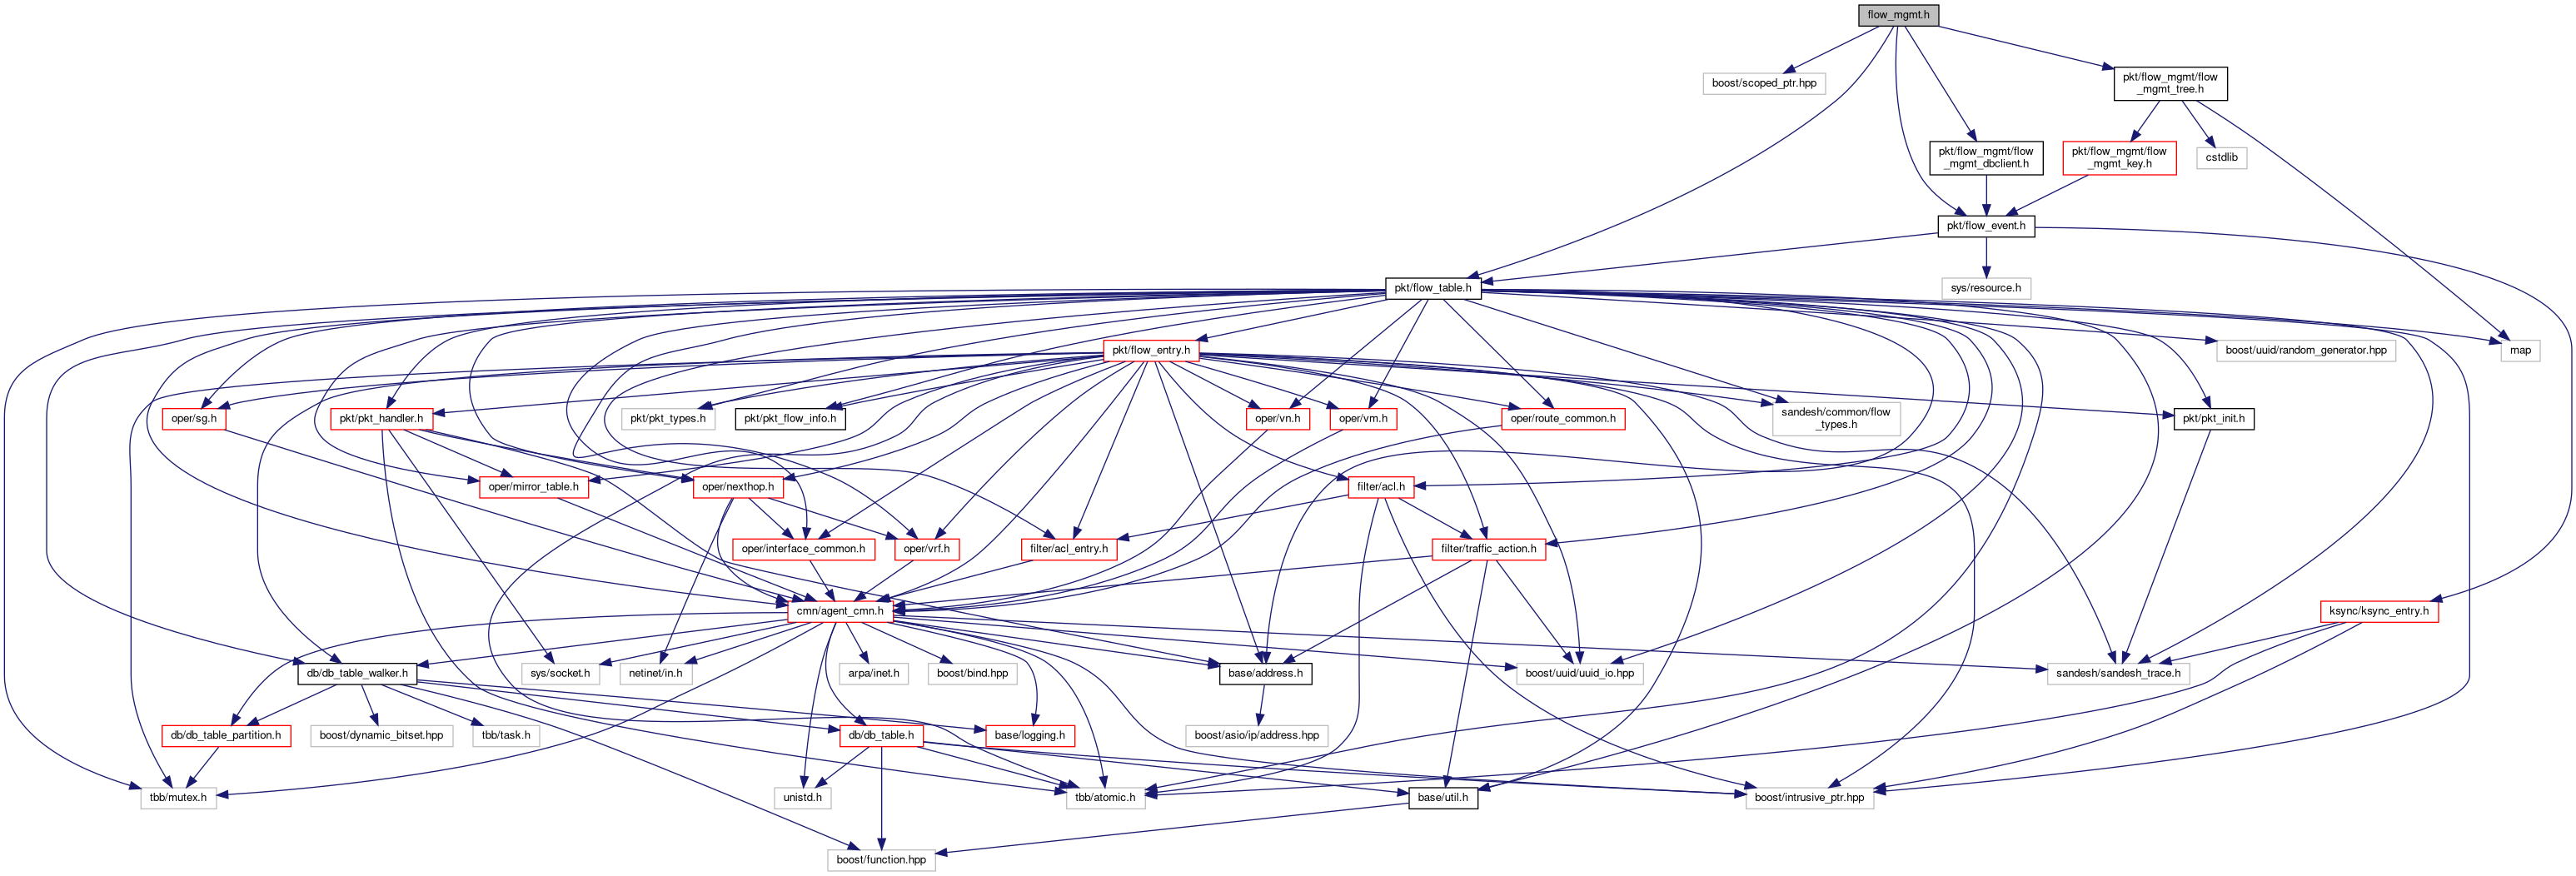 flow_mgmt.h
boost/scoped_ptr.hpp
pkt/flow_mgmt/flow
_mgmt_tree.h
pkt/flow_mgmt/flow
_mgmt_dbclient.h
pkt/flow_mgmt/flow
_mgmt_key.h
cstdlib
pkt/flow_event.h
pkt/flow_table.h
sys/resource.h
pkt/flow_entry.h
boost/uuid/random_generator.hpp
map
oper/sg.h
pkt/pkt_handler.h
pkt/pkt_types.h
pkt/pkt_flow_info.h
oper/vn.h
oper/vm.h
oper/route_common.h
sandesh/common/flow
_types.h
pkt/pkt_init.h
oper/mirror_table.h
oper/nexthop.h
filter/acl.h
oper/interface_common.h
oper/vrf.h
filter/acl_entry.h
filter/traffic_action.h
cmn/agent_cmn.h
ksync/ksync_entry.h
db/db_table_walker.h
sys/socket.h
netinet/in.h
arpa/inet.h
boost/bind.hpp
base/address.h
boost/uuid/uuid_io.hpp
sandesh/sandesh_trace.h
db/db_table_partition.h
boost/dynamic_bitset.hpp
tbb/task.h
db/db_table.h
base/logging.h
boost/asio/ip/address.hpp
tbb/mutex.h
unistd.h
tbb/atomic.h
base/util.h
boost/intrusive_ptr.hpp
boost/function.hpp